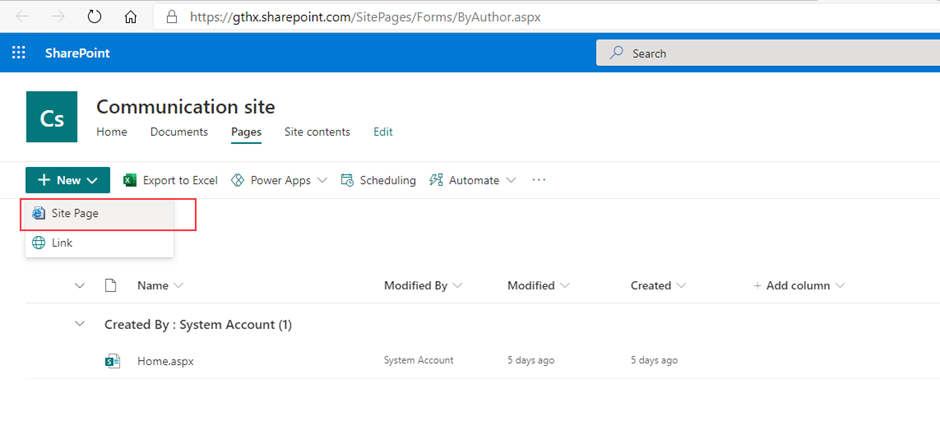 https://gthx.sharepoint.com/SitePages/Forms/ByAuthor.aspx
SharePoint
Search
Cs
Communication site
Home Documents Pages Site contents Edit
+ New Export to Excel Power Apps Scheduling Automate ...
Site Page
Link
Name Modified By Modified Created + Add column
Created By : System Account (1)
Home.aspx System Account 5 days ago 5 days ago